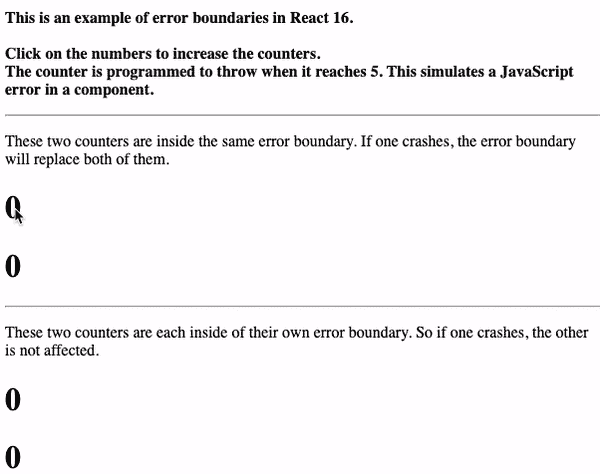 This is an example of error boundaries in React 16.
Click on the numbers to increase the counters.
The counter is programmed to throw when it reaches 5. This simulates a JavaScript
error in a component.
These two counters are inside the same error boundary. If one crashes, the error boundary
will replace both of them.
0
0
These two counters are each inside of their own error boundary. So if one crashes, the other
is not affected.
0
0